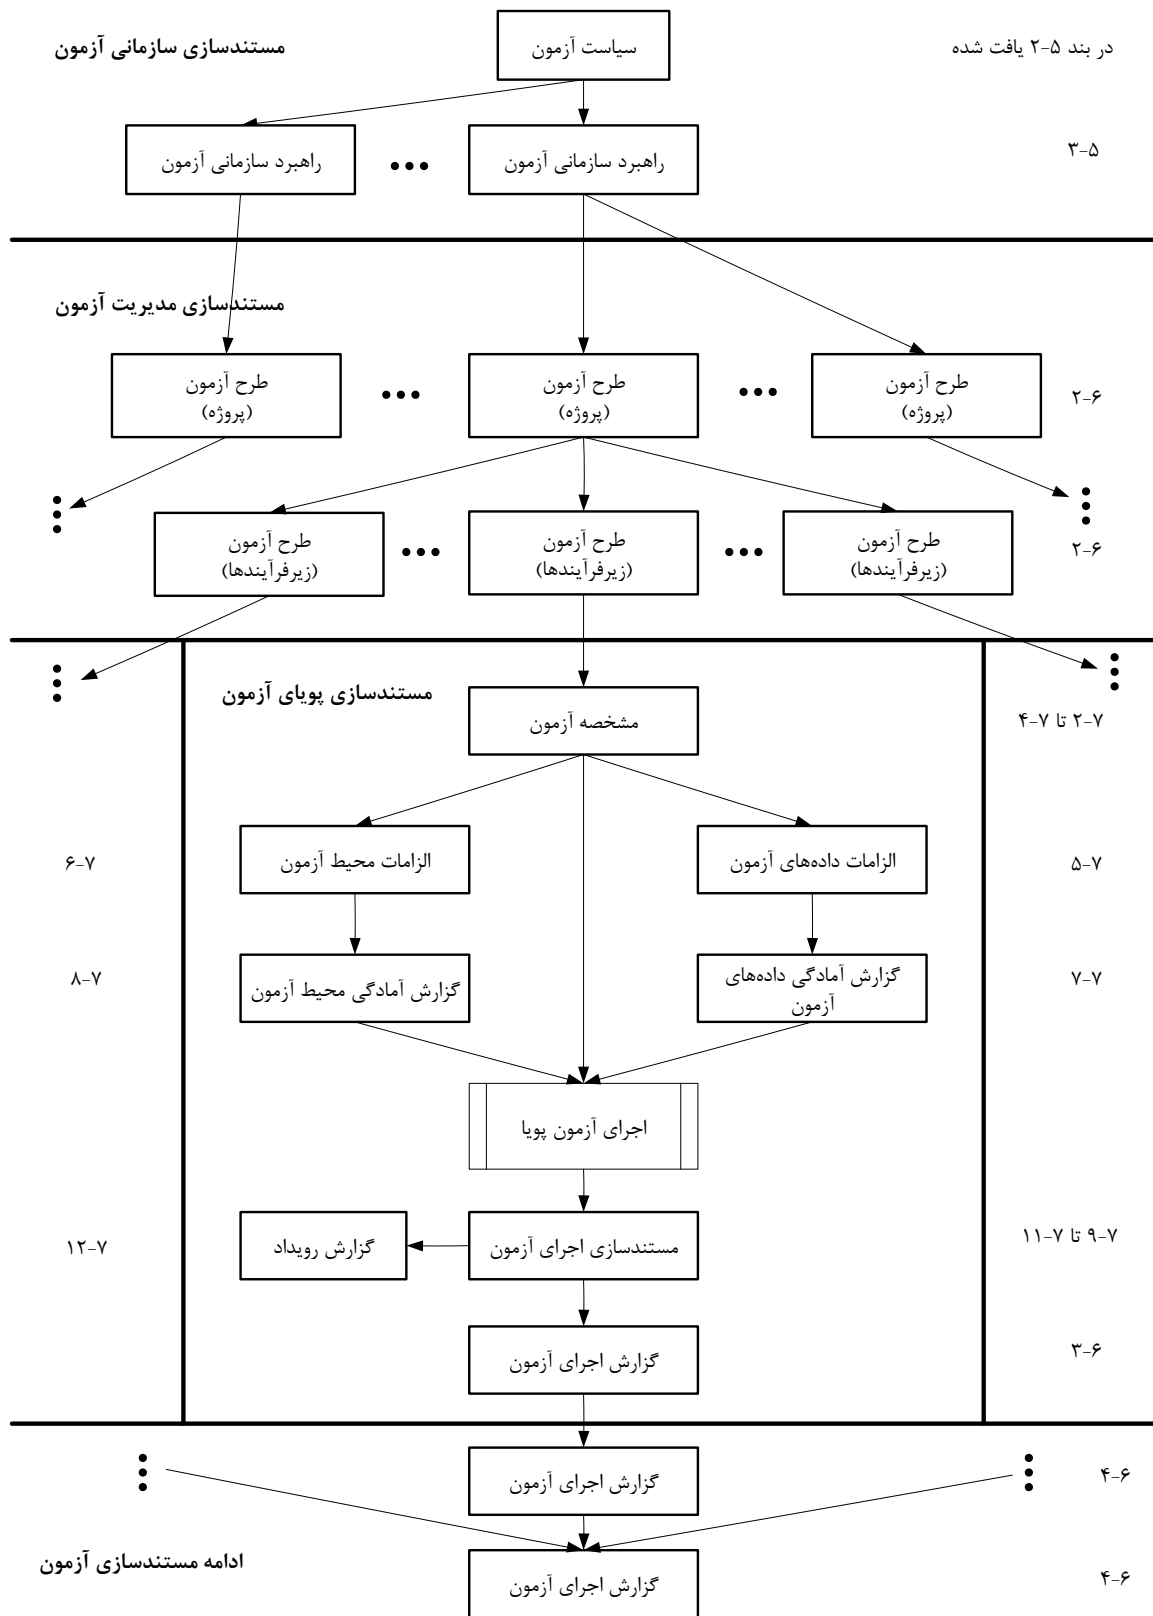 مستندسازی سازمانی آزمون
سیاست آزمون
در بند ۵-۲ یافت شده
راهبرد سازمانی آزمون
راهبرد سازمانی آزمون
۵-۳
مستندسازی مدیریت آزمون
طرح آزمون
(پروژه)
طرح آزمون
(پروژه)
طرح آزمون
(پروژه)
۶-۲
طرح آزمون
(زیرفرآیندها)
طرح آزمون
(زیرفرآیندها)
طرح آزمون
(زیرفرآیندها)
۶-۲
مستندسازی پویای آزمون
مشخصه آزمون
۷-۲ تا ۷-۴
۷-۶
الزامات محیط آزمون
الزامات داده‌های آزمون
۷-۵
۷-۸
گزارش آمادگی محیط آزمون
گزارش آمادگی داده‌های
آزمون
۷-۷
اجرای آزمون پویا
۷-۱۲
گزارش رویداد
مستندسازی اجرای آزمون
۷-۹ تا ۷-۱۱
گزارش اجرای آزمون
۶-۳
گزارش اجرای آزمون
۶-۴
ادامه مستندسازی آزمون
گزارش اجرای آزمون
۶-۴